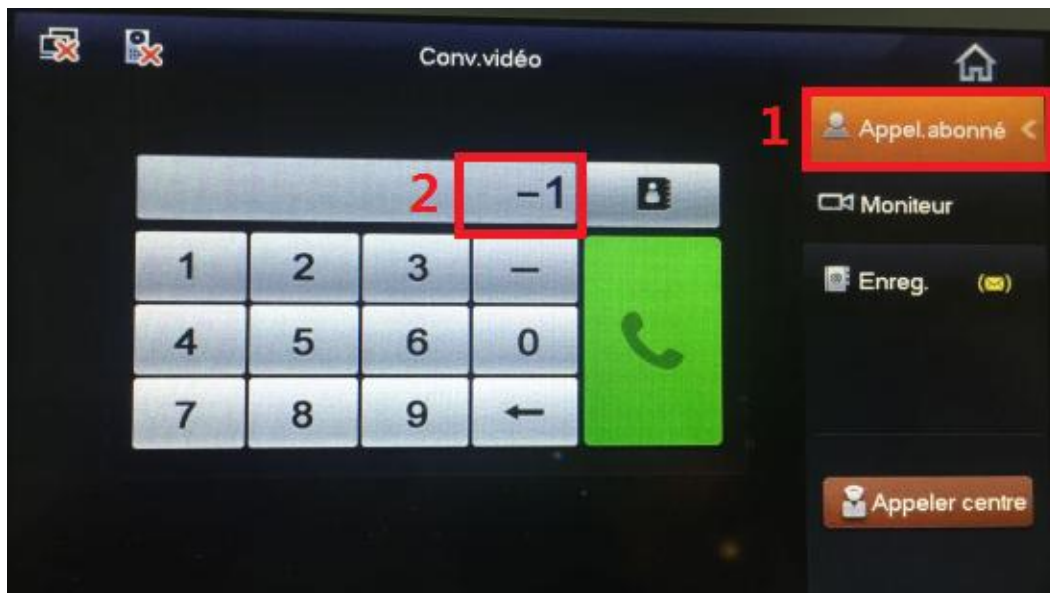 Conv.vidéo
1
Appel.abonné <
2
–1
Moniteur
1 2 3 –
Enreg.
4 5 6 0
7 8 9 ←
Appeler centre